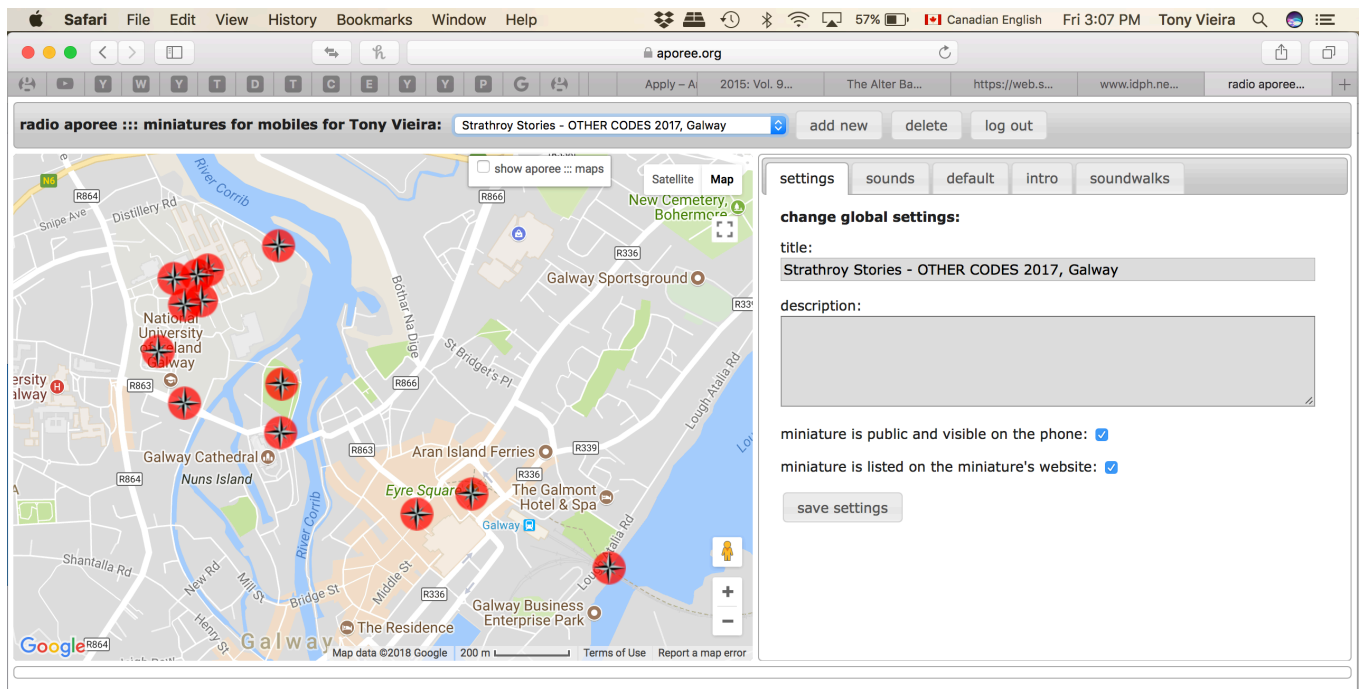 Safari File Edit View History Bookmarks Window Help 57% Canadian English Fri 3:07 PM Tony Vieira
aporee.org
Y W Y T D T C E Y Y P G Apply – A 2015: Vol. 9... The Alter Ba... https://web.s... www.idph.ne... radio aporee...
radio aporee ::: miniatures for mobiles for Tony Vieira: Strathroy Stories - OTHER CODES 2017, Galway add new delete log out
show aporee ::: maps
Satellite Map
N6
R864
Snipe Ave
Distillery Rd
River Corrib
R866
New Cemetery,
Bohermore
R336
Galway Sportsground
Bóthar Na Dige
National
University
of Ireland
Galway
St Bridget's Pl
Lough Atalia Rd
R863
R866
H
Galway Cathedral
Nuns Island
R864
R863
Aran Island Ferries
R339
R336
The Galmont
Hotel & Spa
Eyre Square
Galway
River Corrib
Shantalla Rd
New Rd
Mill St
Bridge St
Middle St
R336
Henry St
Galway Business
Enterprise Park
The Residence
Galway
R864
Google
Map data ©2018 Google 200 m Terms of Use Report a map error
+
−
settings sounds default intro soundwalks
change global settings:
title:
Strathroy Stories - OTHER CODES 2017, Galway
description:
miniature is public and visible on the phone:
miniature is listed on the miniature's website:
save settings